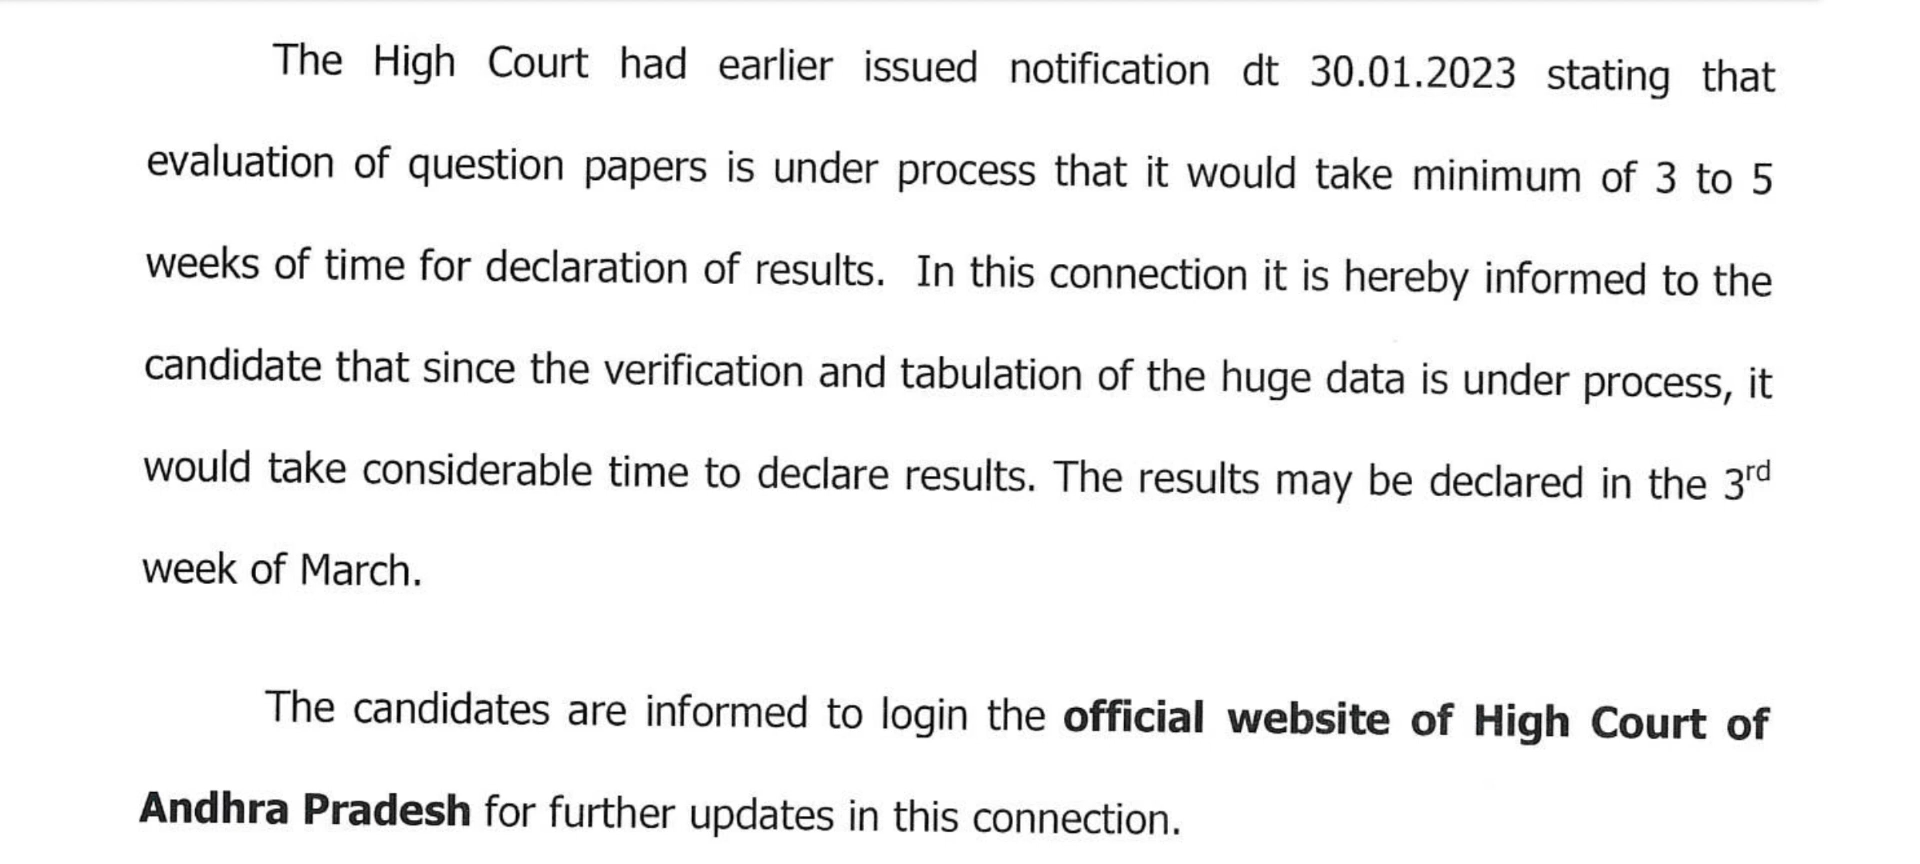 The High Court had earlier issued notification dt 30.01.2023 stating that
evaluation of question papers is under process that it would take minimum of 3 to 5
weeks of time for declaration of results. In this connection it is hereby informed to the
candidate that since the verification and tabulation of the huge data is under process, it
would take considerable time to declare results. The results may be declared in the 3rd
week of March.
The candidates are informed to login the official website of High Court of
Andhra Pradesh for further updates in this connection.